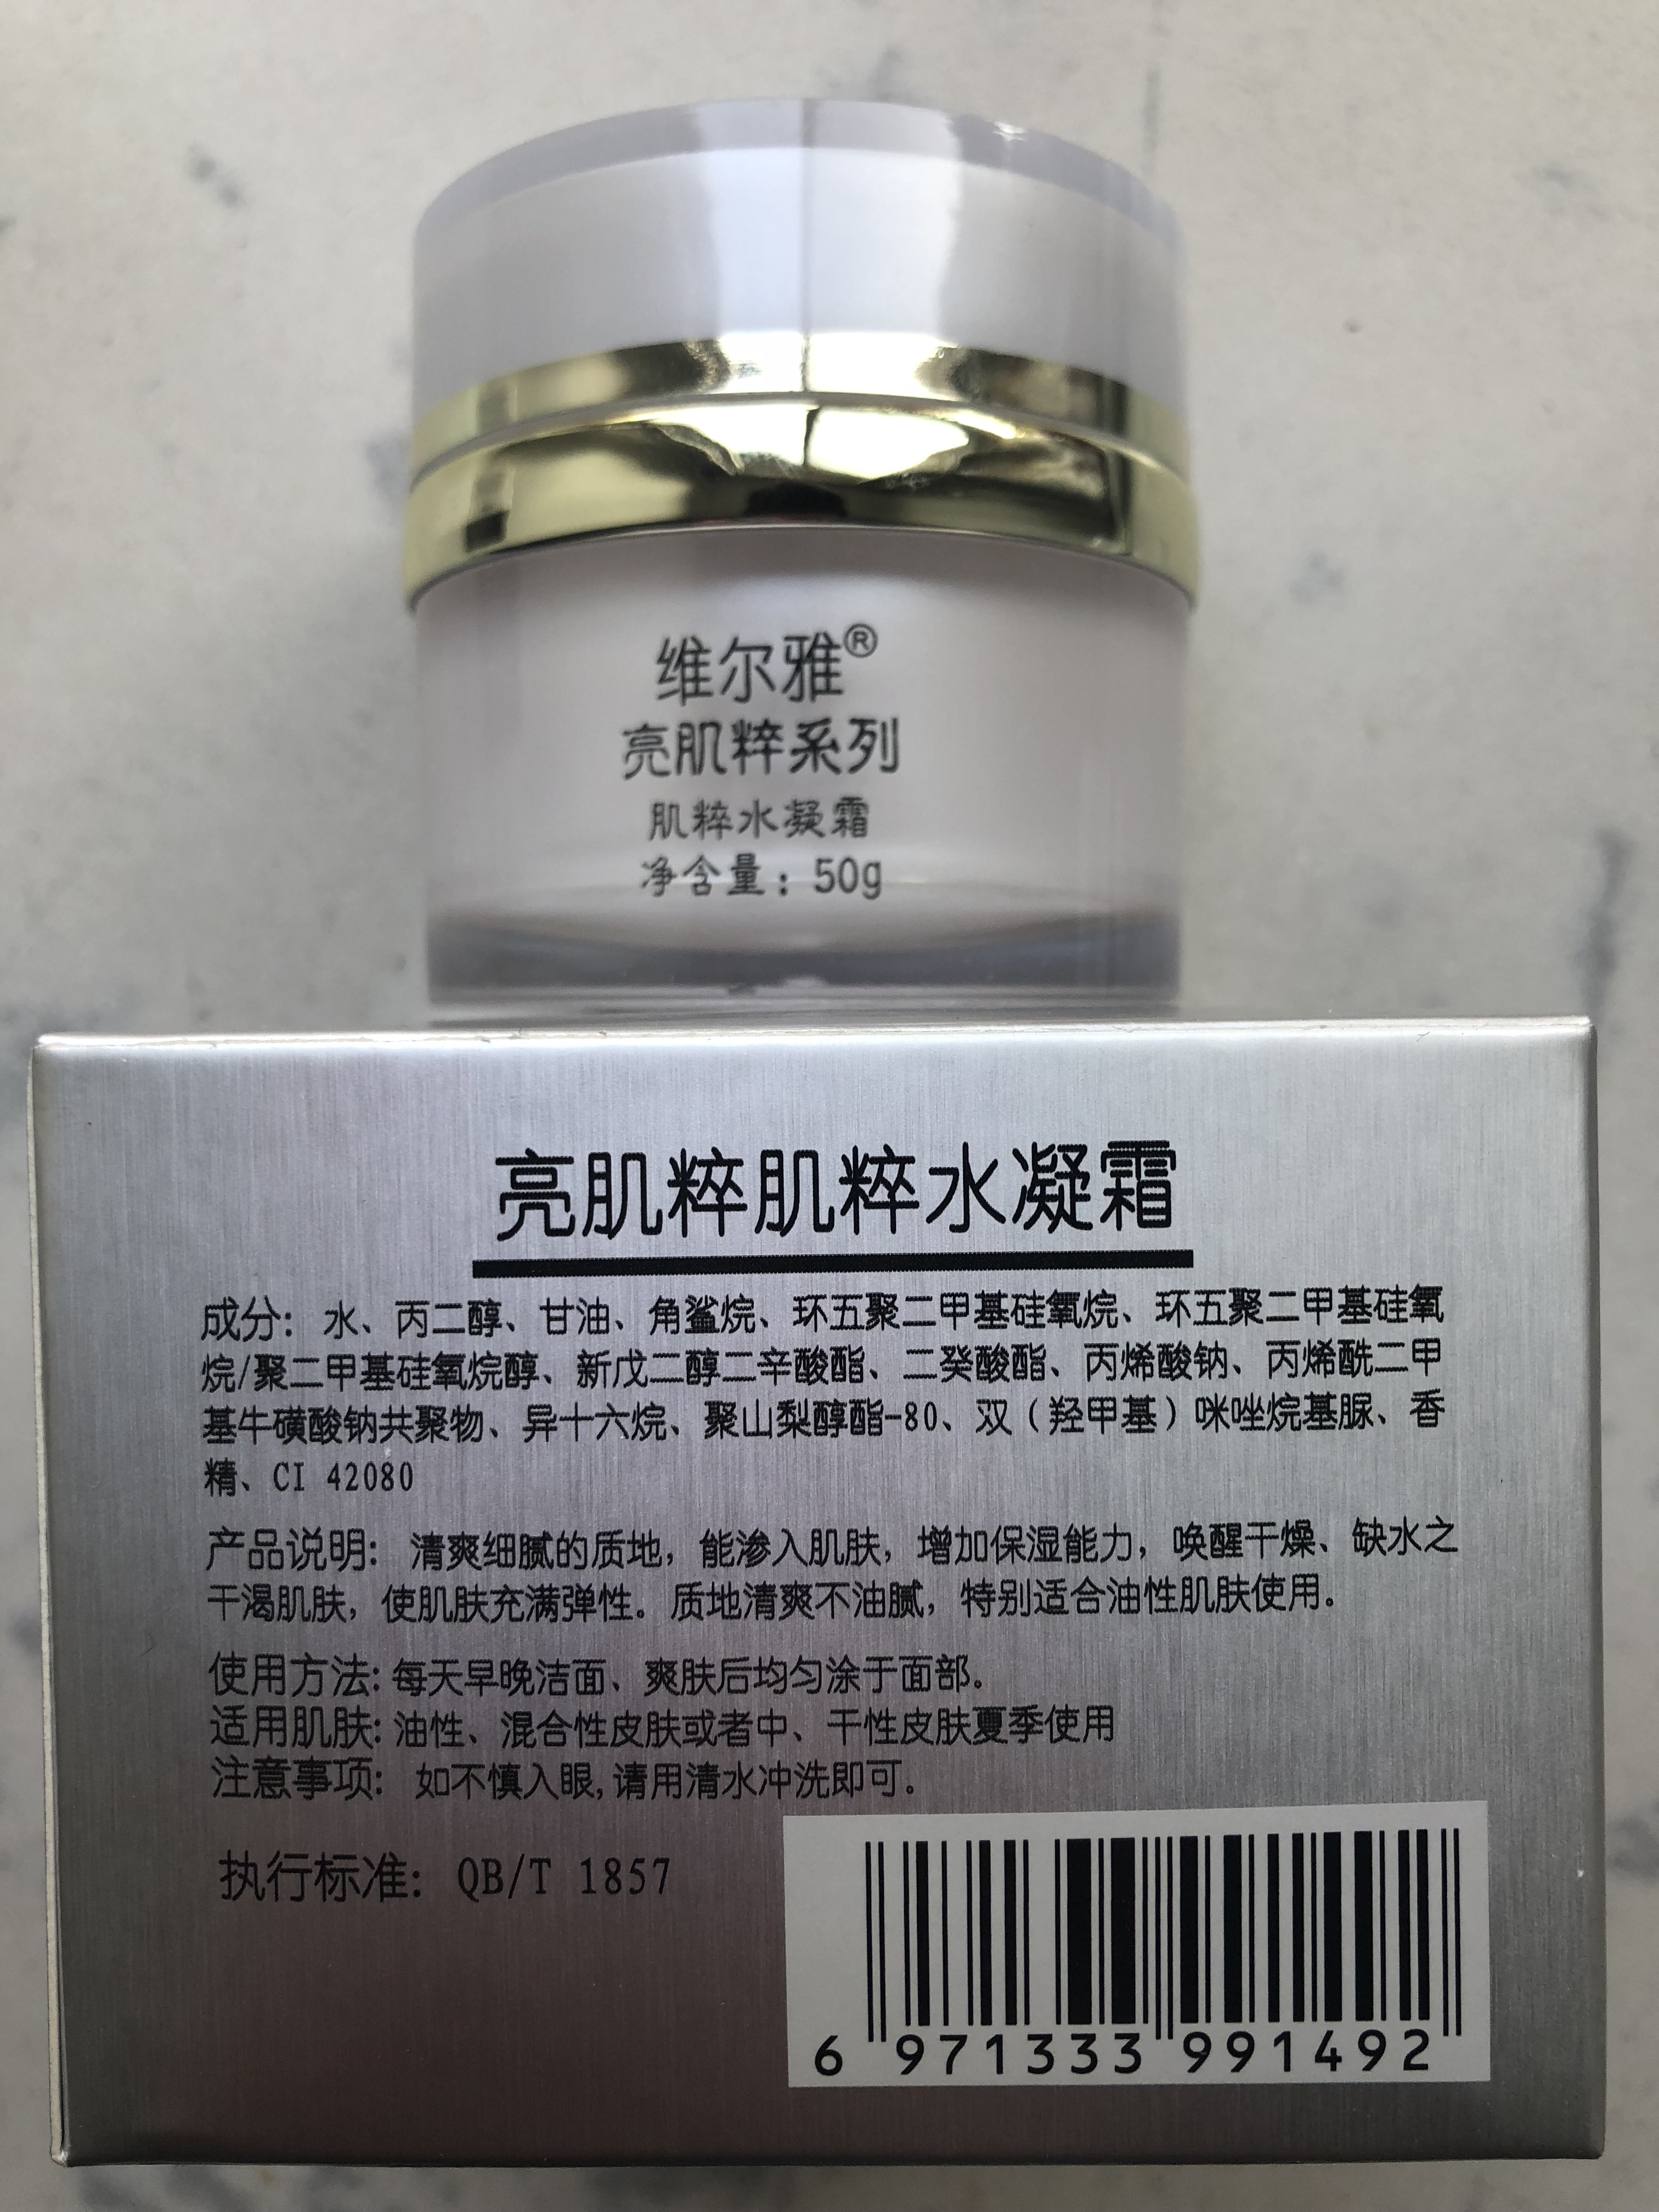 维尔雅®
亮肌粹系列
肌粹水凝霜
净含量：50g
亮肌粹肌粹水凝霜
成分：水、丙二醇、甘油、角鲨烷、环五聚二甲基硅氧烷、环五聚二甲基硅氧
烷/聚二甲基硅氧烷醇、新戊二醇二辛酸酯、二癸酸酯、丙烯酸钠、丙烯酰二甲
基牛磺酸钠共聚物、异十六烷、聚山梨醇酯-80、双（羟甲基）咪唑烷基脲、香
精、CI 42080
产品说明：清爽细腻的质地，能渗入肌肤，增加保湿能力，唤醒干燥、缺水之
干渴肌肤，使肌肤充满弹性。质地清爽不油腻，特别适合油性肌肤使用。
使用方法：每天早晚洁面、爽肤后均匀涂于面部。
适用肌肤：油性、混合性皮肤或者中、干性皮肤夏季使用
注意事项：如不慎入眼,请用清水冲洗即可。
执行标准：QB/T 1857
6 971333 991492